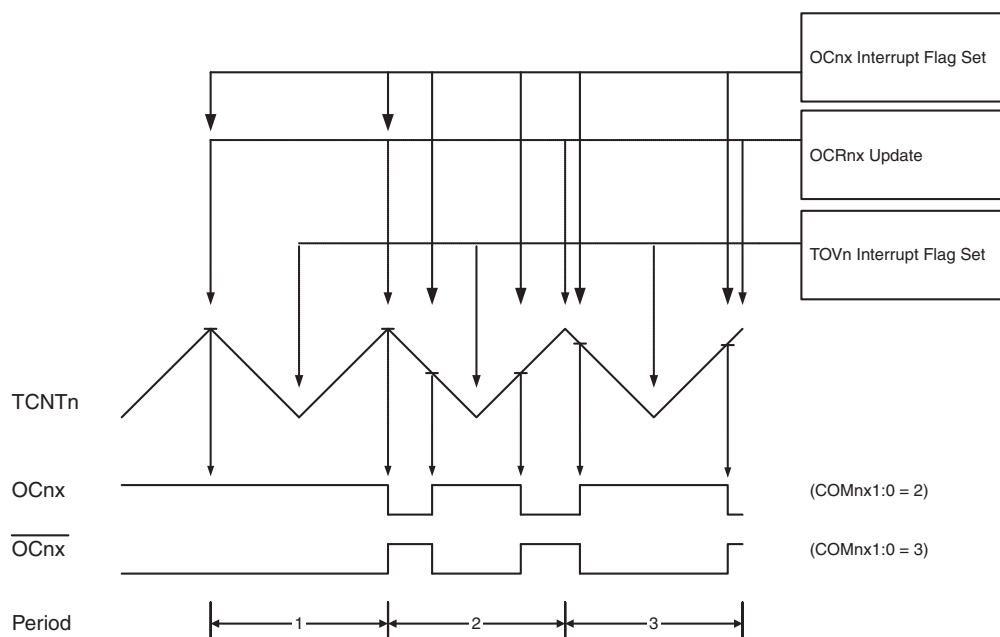 OCnx Interrupt Flag Set
OCRnx Update
TOVn Interrupt Flag Set
TCNTn
OCnx
(COMnx1:0 = 2)
OCnx
(COMnx1:0 = 3)
Period
1
2
3